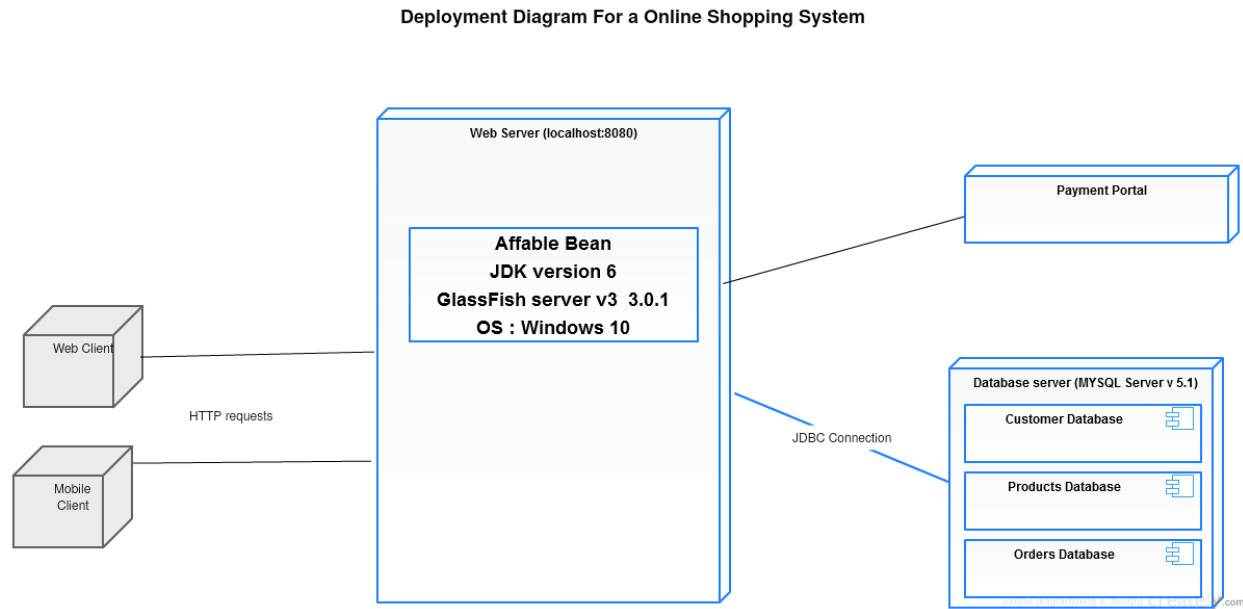 Deployment Diagram For a Online Shopping System
Web Server (localhost:8080)
Affable Bean
JDK version 6
GlassFish server v3 3.0.1
OS : Windows 10
Payment Portal
Web Client
HTTP requests
Mobile
Client
JDBC Connection
Database server (MYSQL Server v 5.1)
Customer Database
Products Database
Orders Database
creately.com